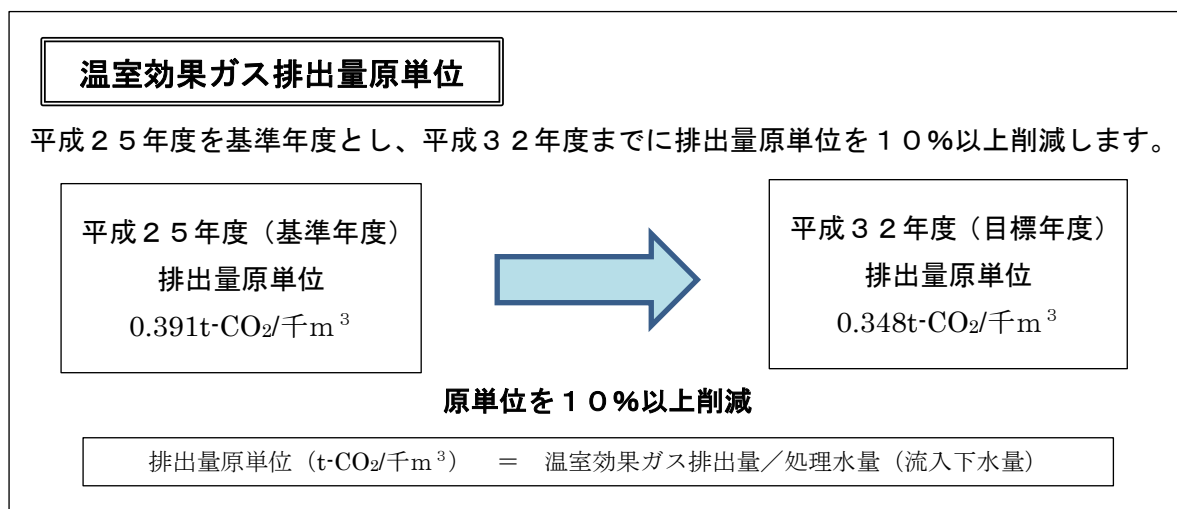 温室効果ガス排出量原単位
平成２５年度を基準年度とし、平成３２年度までに排出量原単位を１０％以上削減します。
平成２５年度（基準年度）
排出量原単位
0.391t-CO₂/千ｍ³
平成３２年度（目標年度）
排出量原単位
0.348t-CO₂/千ｍ³
原単位を１０％以上削減
排出量原単位（t-CO₂/千ｍ³） ＝ 温室効果ガス排出量／処理水量（流入下水量）